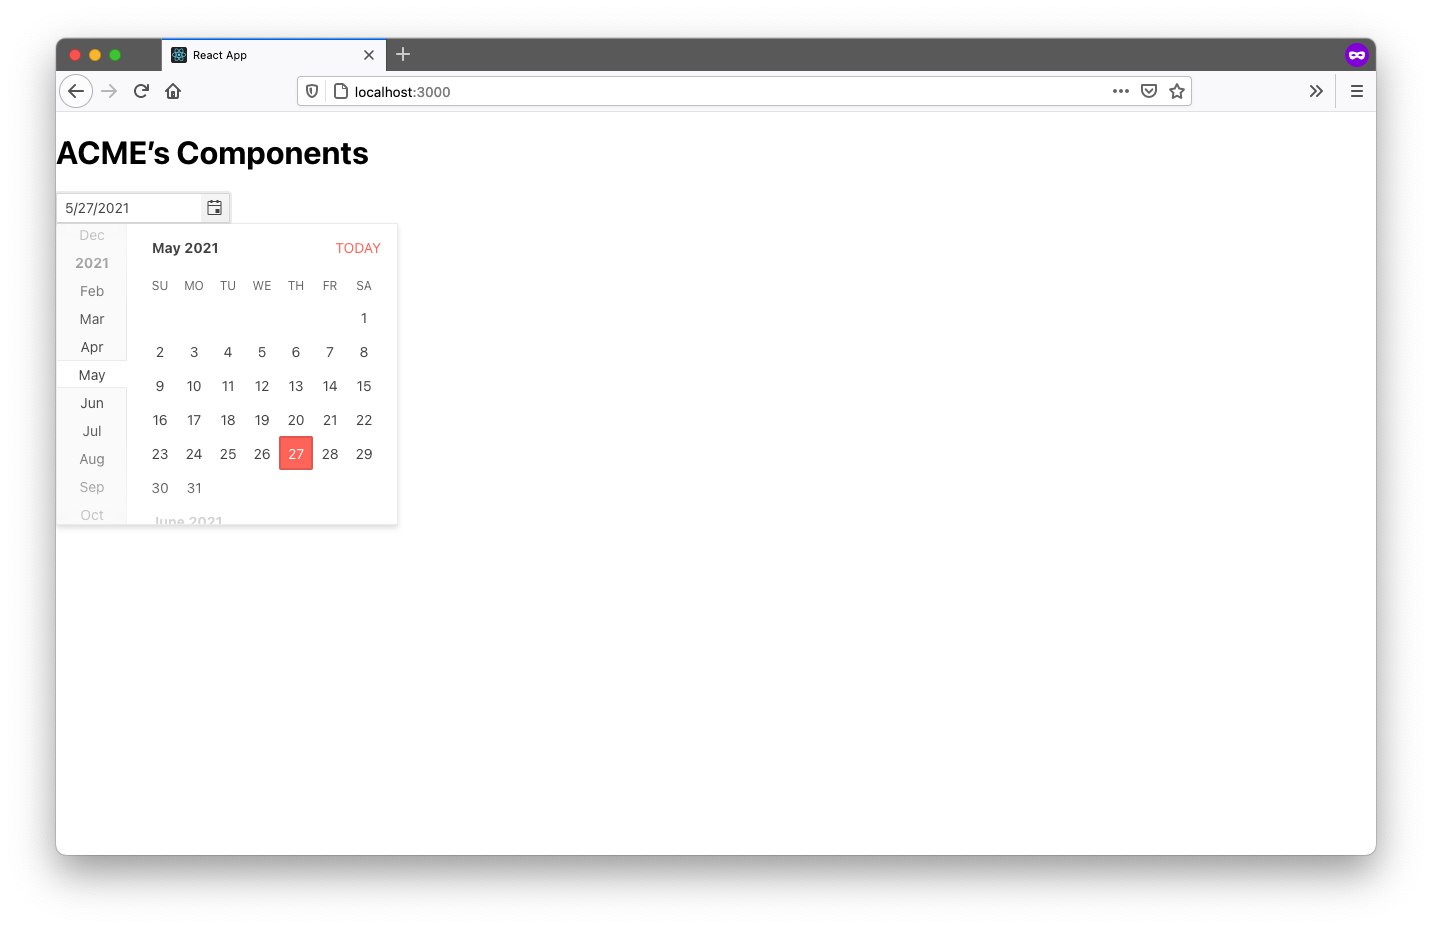 React App
localhost:3000
ACME’s Components
5/27/2021
Dec
2021
Feb
Mar
Apr
May
Jun
Jul
Aug
Sep
Oct
May 2021 TODAY
SU MO TU WE TH FR SA
1
2 3 4 5 6 7 8
9 10 11 12 13 14 15
16 17 18 19 20 21 22
23 24 25 26 27 28 29
30 31
June 2021